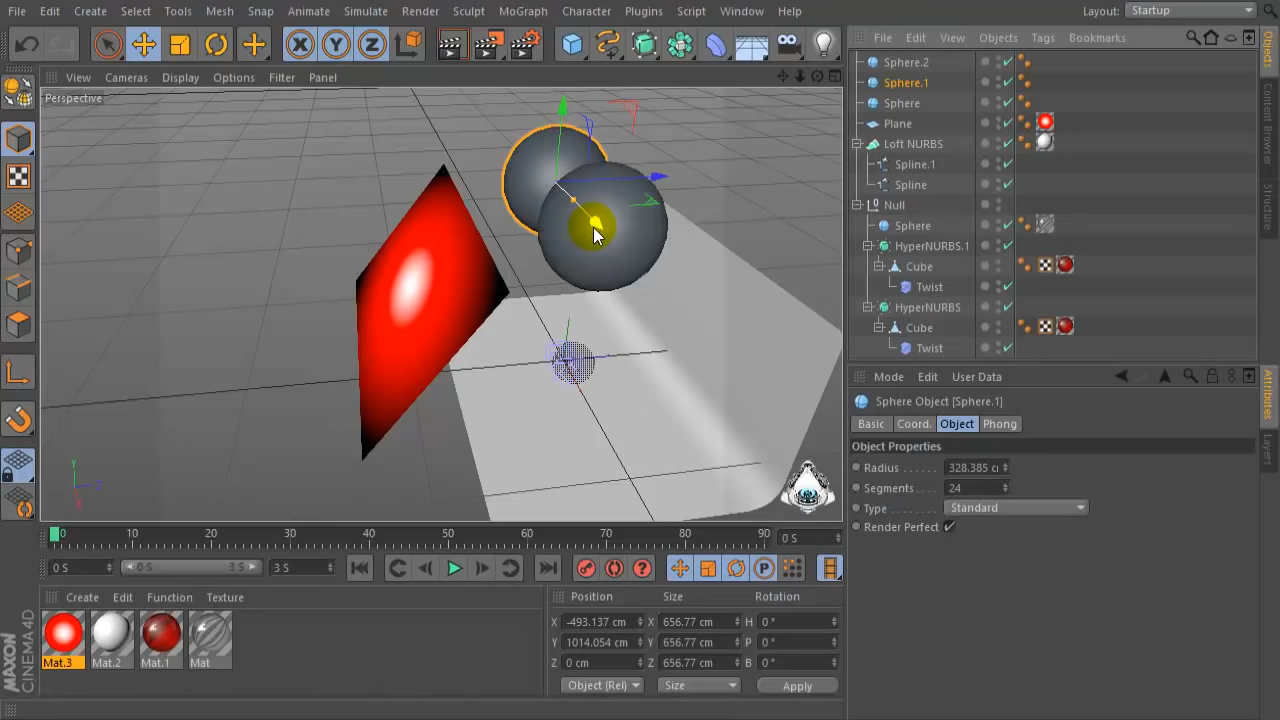 File Edit Create Select Tools Mesh Snap Animate Simulate Render Sculpt MoGraph Character Plugins Script Window Help Layout: Startup
File Edit View Objects Tags Bookmarks
View Cameras Display Options Filter Panel
Perspective
Sphere.2
Sphere.1
Sphere
Plane
Loft NURBS
Spline.1
Spline
Null
Sphere
HyperNURBS.1
Cube
Twist
HyperNURBS
Cube
Twist
Objects
Content Browser
Structure
Mode Edit User Data
Sphere Object [Sphere.1]
Basic Coord. Object Phong
Object Properties
Radius 328.385 c
Segments 24
Type Standard
Render Perfect
Attributes
Layers
Y
Z
X
0 10 20 30 40 50 60 70 80 90 0 S
0 S 0 S 3 S 3 S
Create Edit Function Texture
Mat.3 Mat.2 Mat.1 Mat
Position Size Rotation
X -493.137 cm X 656.77 cm H 0 °
Y 1014.054 cm Y 656.77 cm P 0 °
Z 0 cm Z 656.77 cm B 0 °
Object (Rel) Size Apply
MAXON
CINEMA 4D